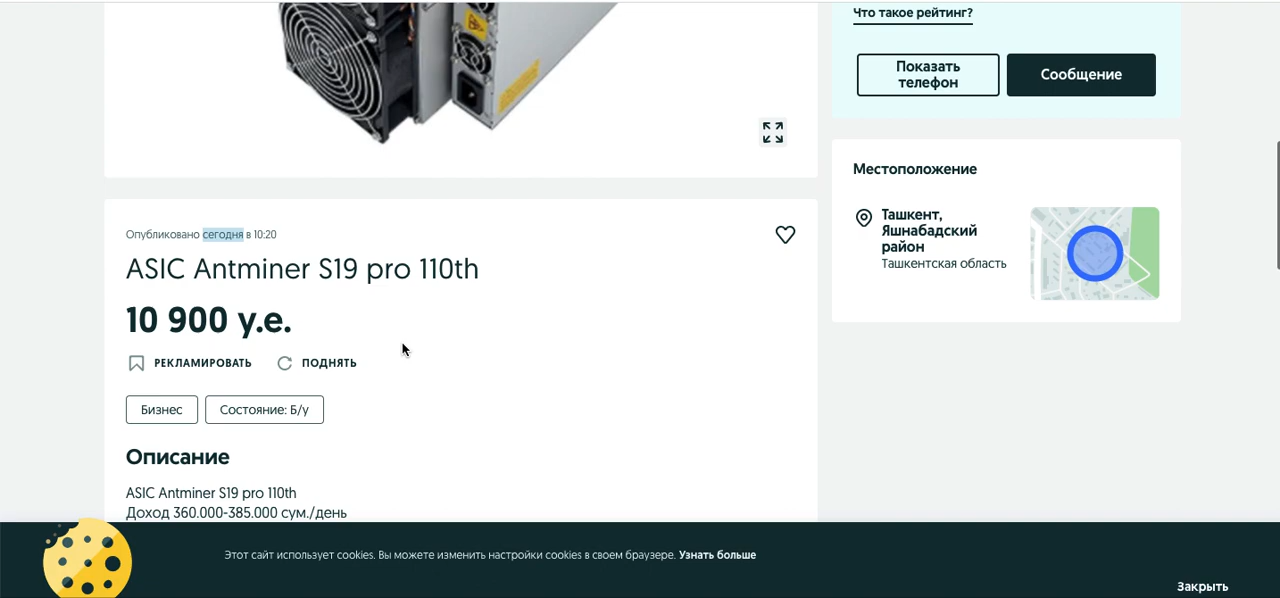 Что такое рейтинг?
Показать
телефон
Сообщение
Местоположение
Ташкент,
Яшнабадский
район
Ташкентская область
Опубликовано сегодня в 10:20
ASIC Antminer S19 pro 110th
10 900 у.е.
РЕКЛАМИРОВАТЬ
ПОДНЯТЬ
Бизнес
Состояние: Б/у
Описание
ASIC Antminer S19 pro 110th
Доход 360.000-385.000 сум./день
Этот сайт использует cookies. Вы можете изменить настройки cookies в своем браузере. Узнать больше
Закрыть